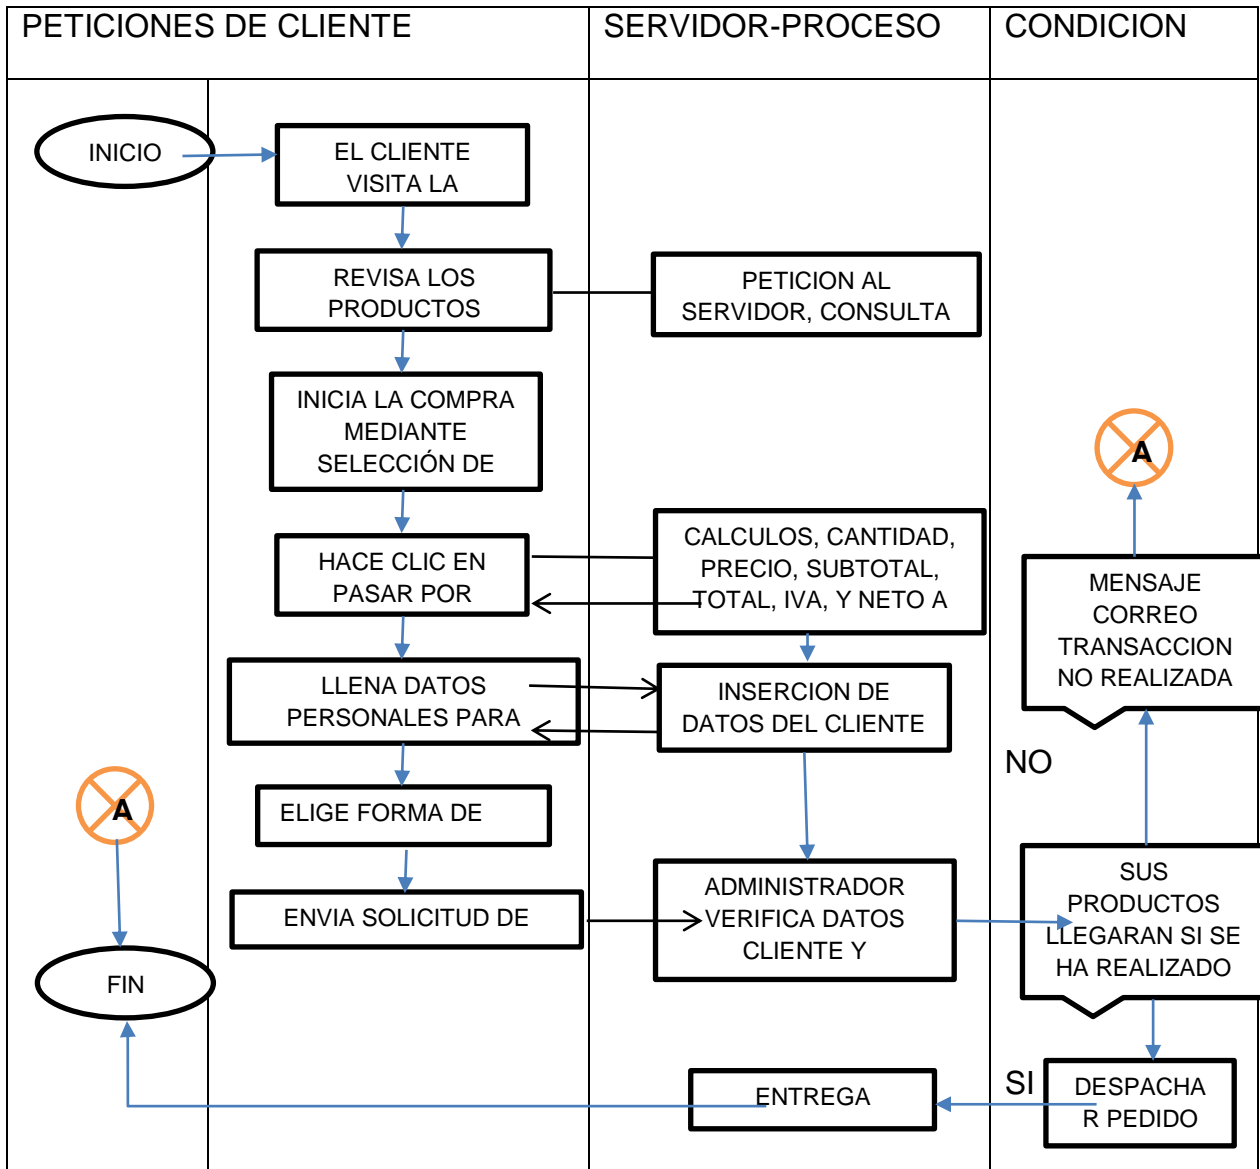 PETICIONES DE CLIENTE
SERVIDOR-PROCESO
CONDICION
INICIO
EL CLIENTE
VISITA LA
REVISA LOS
PRODUCTOS
PETICION AL
SERVIDOR, CONSULTA
INICIA LA COMPRA
MEDIANTE
SELECCIÓN DE
A
HACE CLIC EN
PASAR POR
CALCULOS, CANTIDAD,
PRECIO, SUBTOTAL,
TOTAL, IVA, Y NETO A
MENSAJE
CORREO
TRANSACCION
NO REALIZADA
LLENA DATOS
PERSONALES PARA
INSERCION DE
DATOS DEL CLIENTE
NO
A
ELIGE FORMA DE
ENVIA SOLICITUD DE
ADMINISTRADOR
VERIFICA DATOS
CLIENTE Y
SUS
PRODUCTOS
LLEGARAN SI SE
HA REALIZADO
FIN
ENTREGA
SI
DESPACHA
R PEDIDO